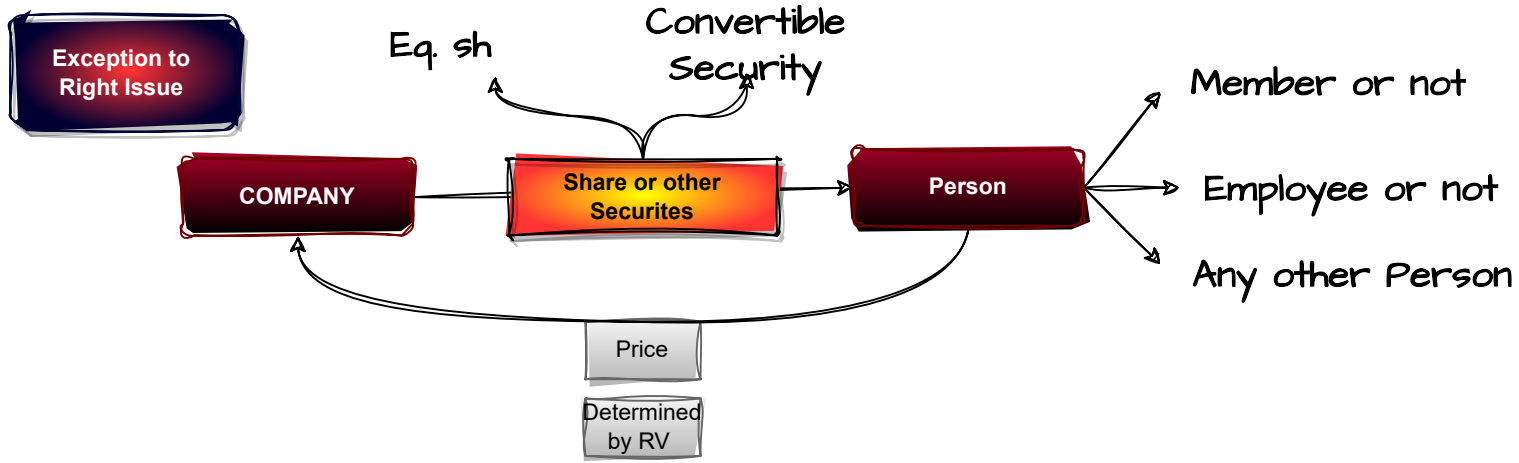 Exception to
Right Issue
Eq. sh
Convertible
Security
Member or not
COMPANY
Share or other
Securites
Person
Employee or not
Any other Person
Price
Determined
by RV